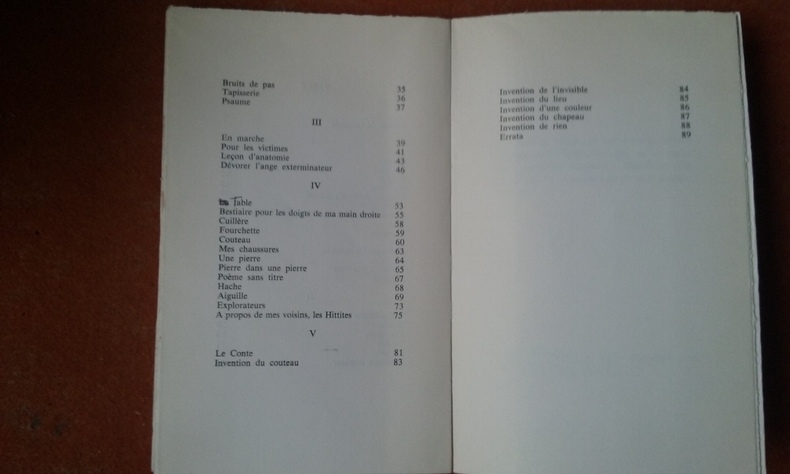 Bruits de pas 35
Tapisserie 36
Psaume 37
III
En marche 39
Pour les victimes 41
Leçon d'anatomie 43
Dévorer l'ange exterminateur 46
IV
Table 53
Bestiaire pour les doigts de ma main droite 55
Cuillère 58
Fourchette 59
Couteau 60
Mes chaussures 63
Une pierre 64
Pierre dans une pierre 65
Poème sans titre 67
Hache 68
Aiguille 69
Explorateurs 73
A propos de mes voisins, les Hittites 75
V
Le Conte 81
Invention du couteau 83
Invention de l'invisible 84
Invention du lieu 85
Invention d'une couleur 86
Invention du chapeau 87
Invention de rien 88
Errata 89